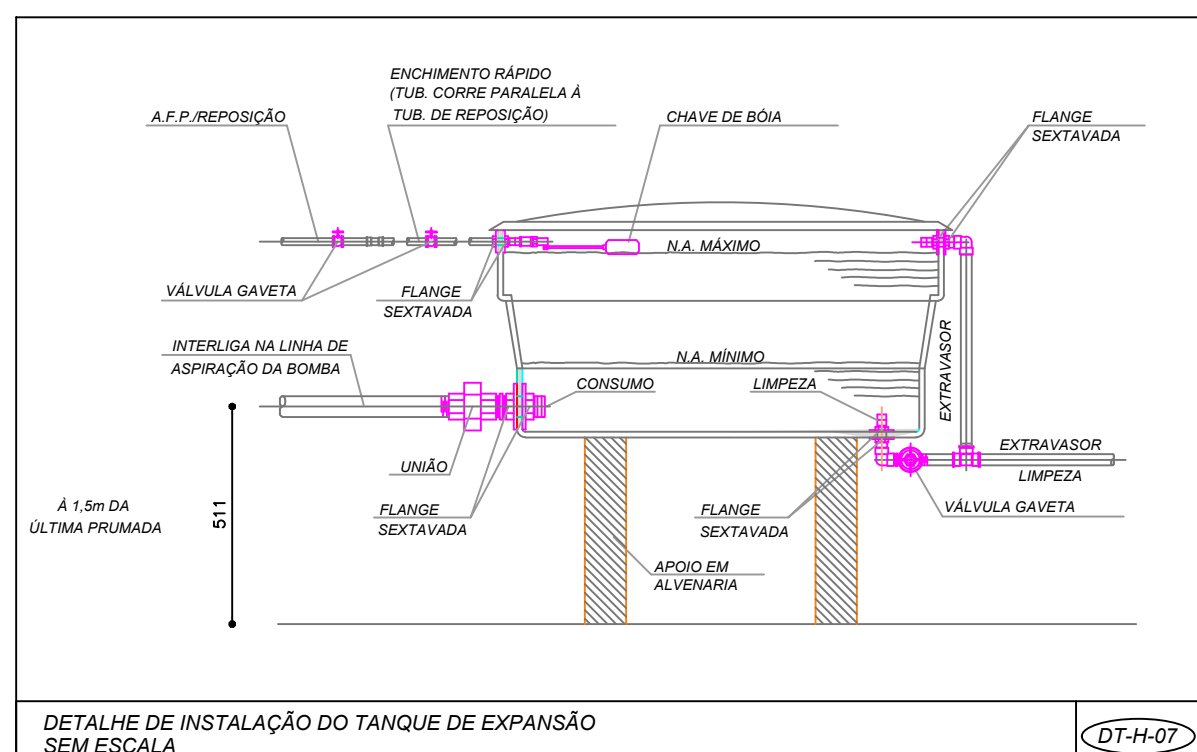 ENCHIMENTO RÁPIDO
(TUB. CORRE PARALELA À
TUB. DE REPOSIÇÃO)
A.F.P./REPOSIÇÃO
CHAVE DE BÓIA
FLANGE
SEXTAVADA
N.A. MÁXIMO
VÁLVULA GAVETA
FLANGE
SEXTAVADA
INTERLIGA NA LINHA DE
ASPIRAÇÃO DA BOMBA
N.A. MÍNIMO
CONSUMO
LIMPEZA
EXTRAVASOR
EXTRAVASOR
LIMPEZA
UNIÃO
VÁLVULA GAVETA
À 1,5m DA
ÚLTIMA PRUMADA
511
FLANGE
SEXTAVADA
FLANGE
SEXTAVADA
APOIO EM
ALVENARIA
DETALHE DE INSTALAÇÃO DO TANQUE DE EXPANSÃO
SEM ESCALA
DT-H-07